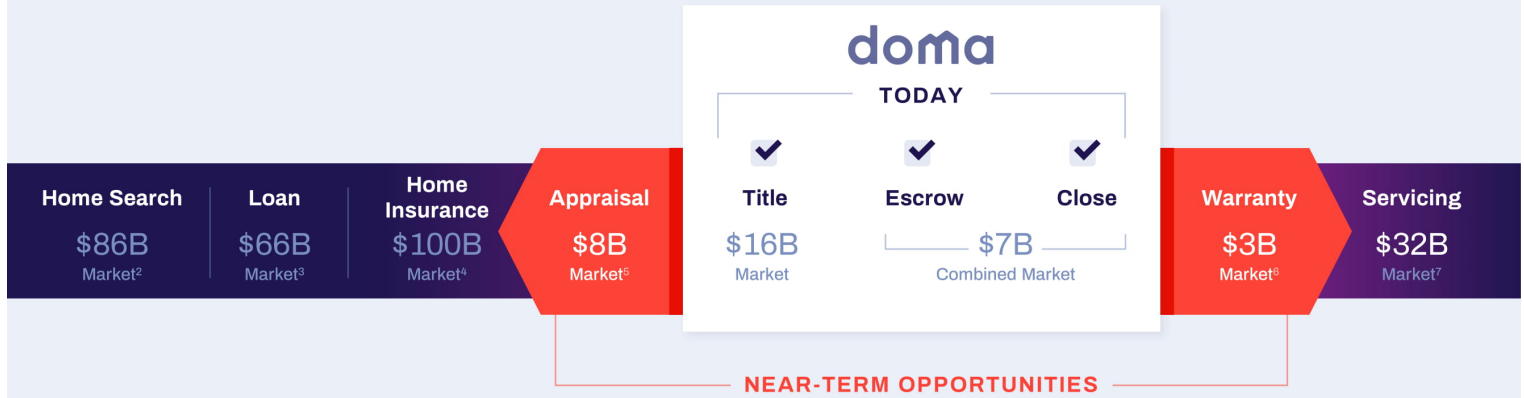 doma
TODAY
Home Search
$86B
Market²
Loan
$66B
Market³
Home
Insurance
$100B
Market⁴
Appraisal
$8B
Market⁵
Title
$16B
Market
Escrow
Close
$7B
Combined Market
Warranty
$3B
Market⁶
Servicing
$32B
Market⁷
NEAR-TERM OPPORTUNITIES